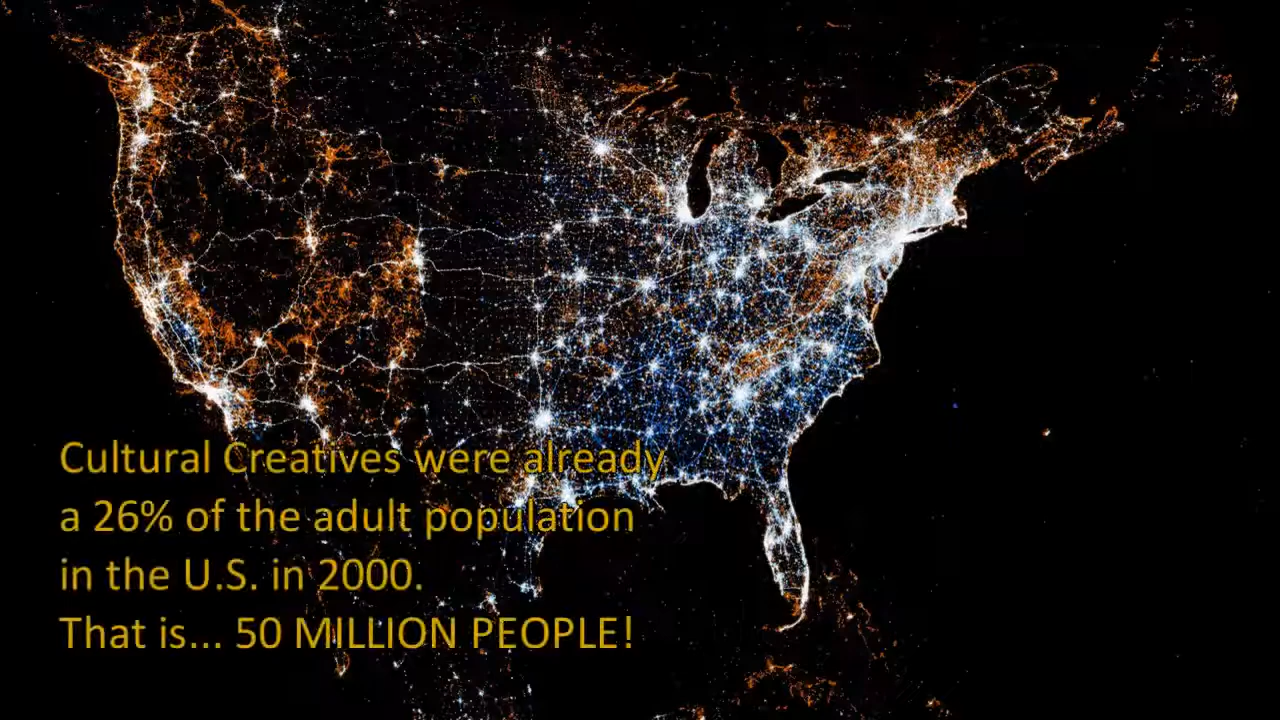 Cultural Creatives were already
a 26% of the adult population
in the U.S. in 2000.
That is... 50 MILLION PEOPLE!